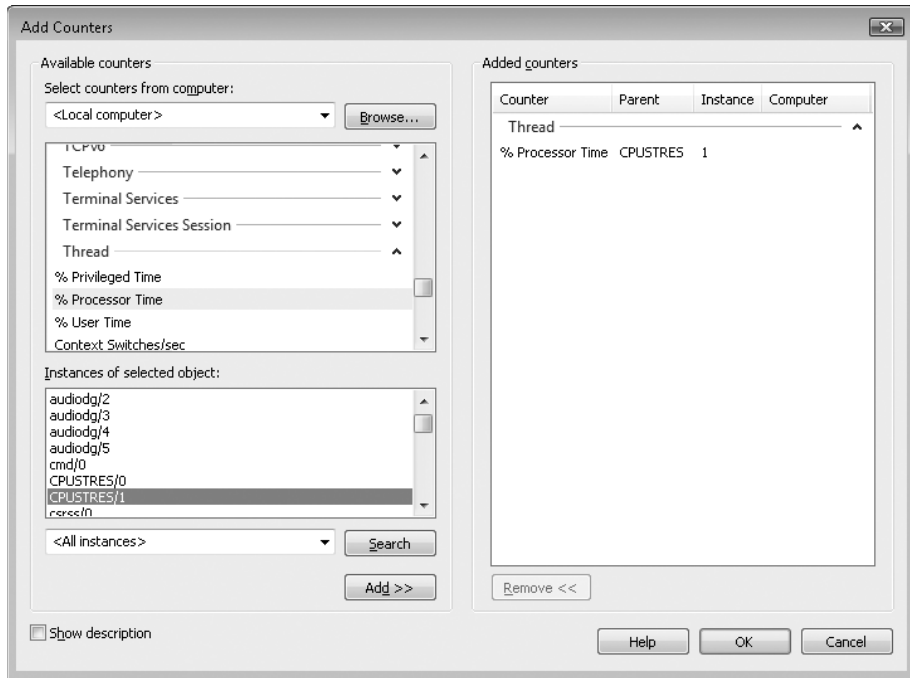 Add Counters
Available counters
Select counters from computer:
<Local computer>
Browse...
TCPv6
Telephony
Terminal Services
Terminal Services Session
Thread
% Privileged Time
% Processor Time
% User Time
Context Switches/sec
Instances of selected object:
audiodg/2
audiodg/3
audiodg/4
audiodg/5
cmd/0
CPUSTRES/0
CPUSTRES/1
csrss/0
<All instances>
Search
Add >>
Show description
Added counters
Counter Parent Instance Computer
Thread
% Processor Time CPUSTRES 1
Remove <<
Help
OK
Cancel